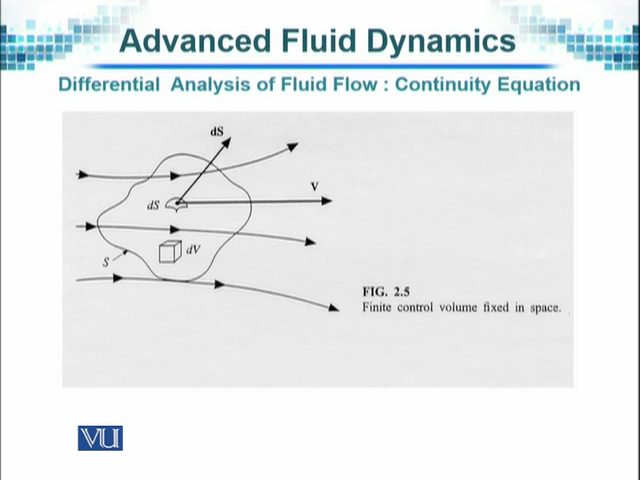 Advanced Fluid Dynamics
Differential Analysis of Fluid Flow : Continuity Equation
dS
V
dS
dV
S
FIG. 2.5
Finite control volume fixed in space.
VU